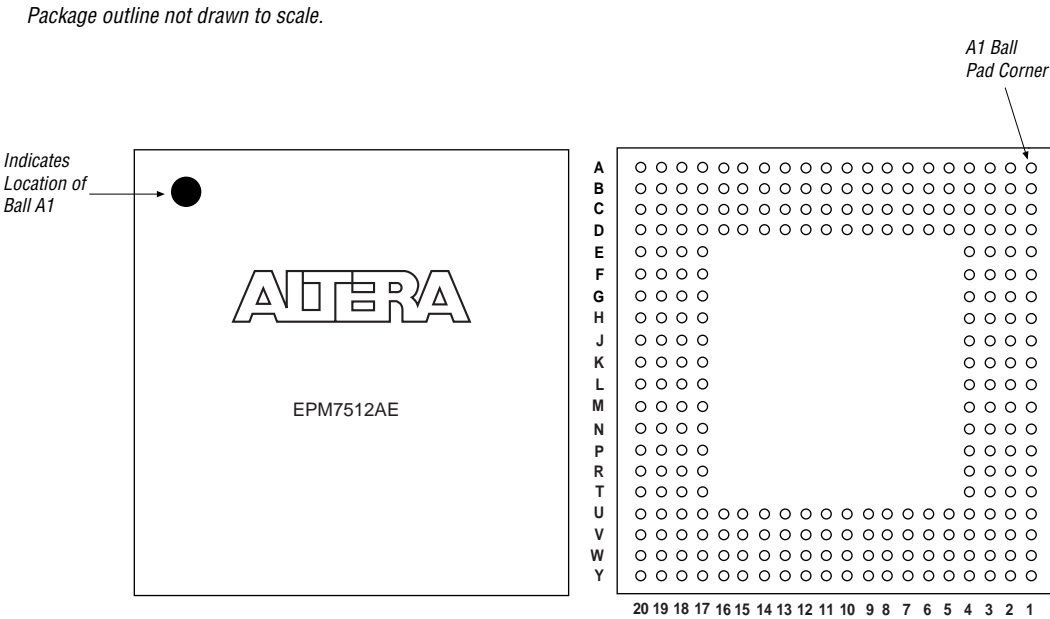 Package outline not drawn to scale.
A1 Ball
Pad Corner
Indicates
Location of
Ball A1
ALTERA
EPM7512AE
A
B
C
D
E
F
G
H
J
K
L
M
N
P
R
T
U
V
W
Y
20 19 18 17 16 15 14 13 12 11 10 9 8 7 6 5 4 3 2 1